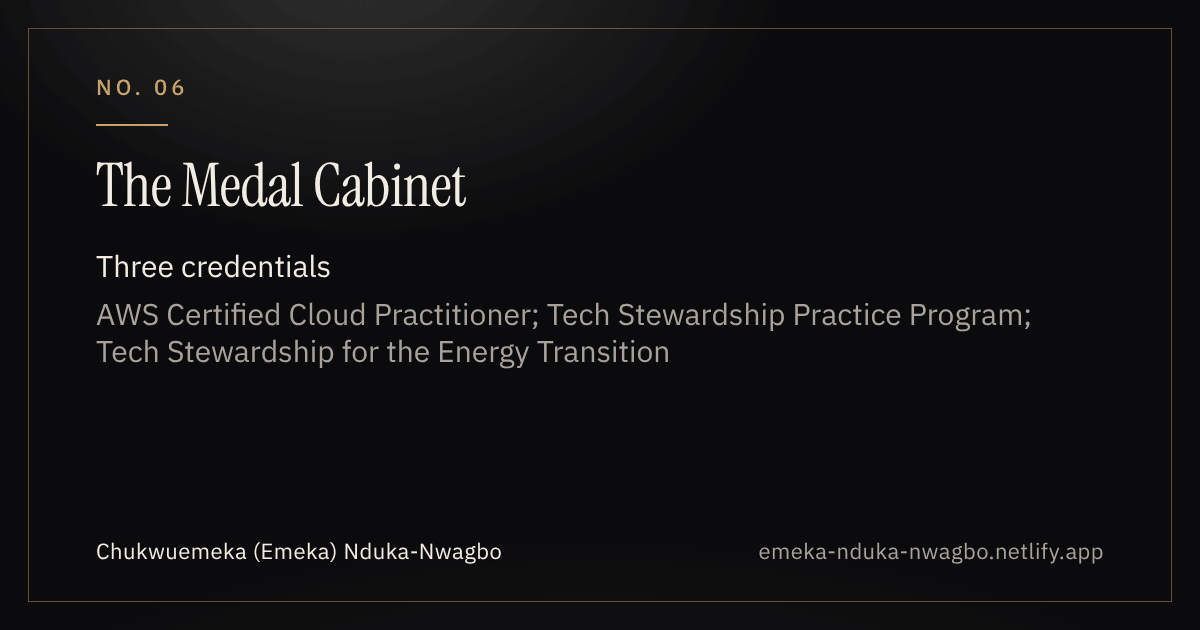 NO. 06
The Medal Cabinet
Three credentials
AWS Certified Cloud Practitioner; Tech Stewardship Practice Program;
Tech Stewardship for the Energy Transition
Chukwuemeka (Emeka) Nduka-Nwagbo
emeka-nduka-nwagbo.netlify.app